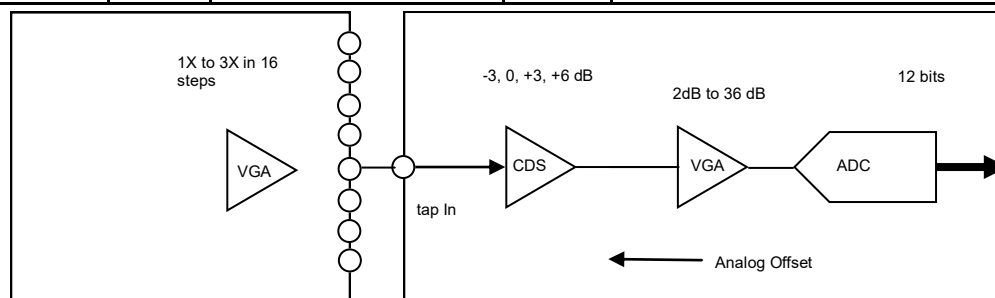 1X to 3X in 16
steps
-3, 0, +3, +6 dB
2dB to 36 dB
12 bits
VGA
CDS
VGA
ADC
tap In
Analog Offset